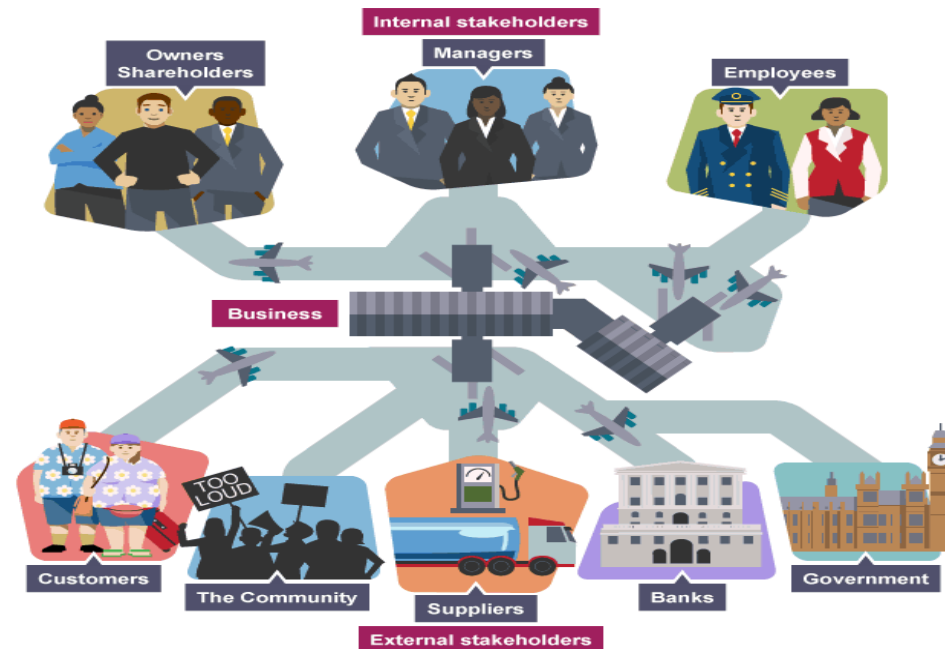 Internal stakeholders
Owners
Shareholders
Managers
Employees
Business
TOO
LOUD
Customers
The Community
Suppliers
Banks
Government
External stakeholders